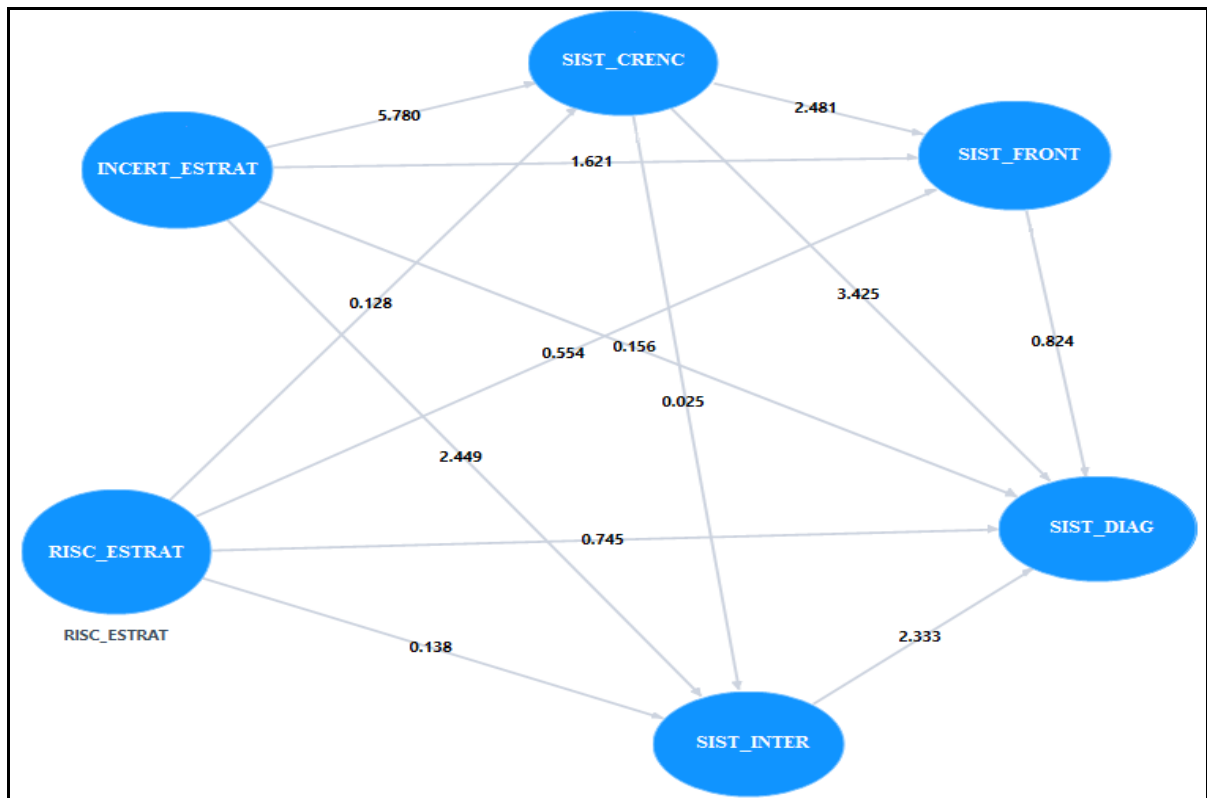 SIST_CRENC
5.780
2.481
INCERT_ESTRAT
1.621
SIST_FRONT
0.128
3.425
0.554
0.156
0.824
0.025
2.449
RISC_ESTRAT
0.745
SIST_DIAG
RISC_ESTRAT
0.138
2.333
SIST_INTER